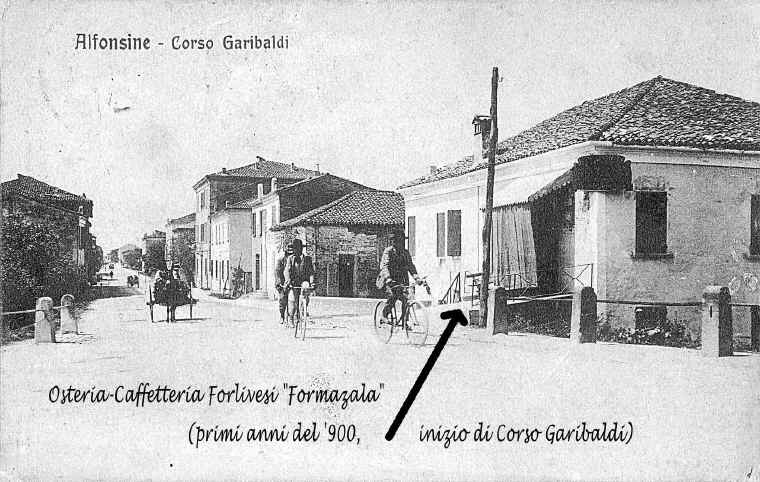 Alfonsine - Corso Garibaldi
Osteria-Caffetteria Forlivesi "Formazala"
(primi anni del '900, inizio di Corso Garibaldi)